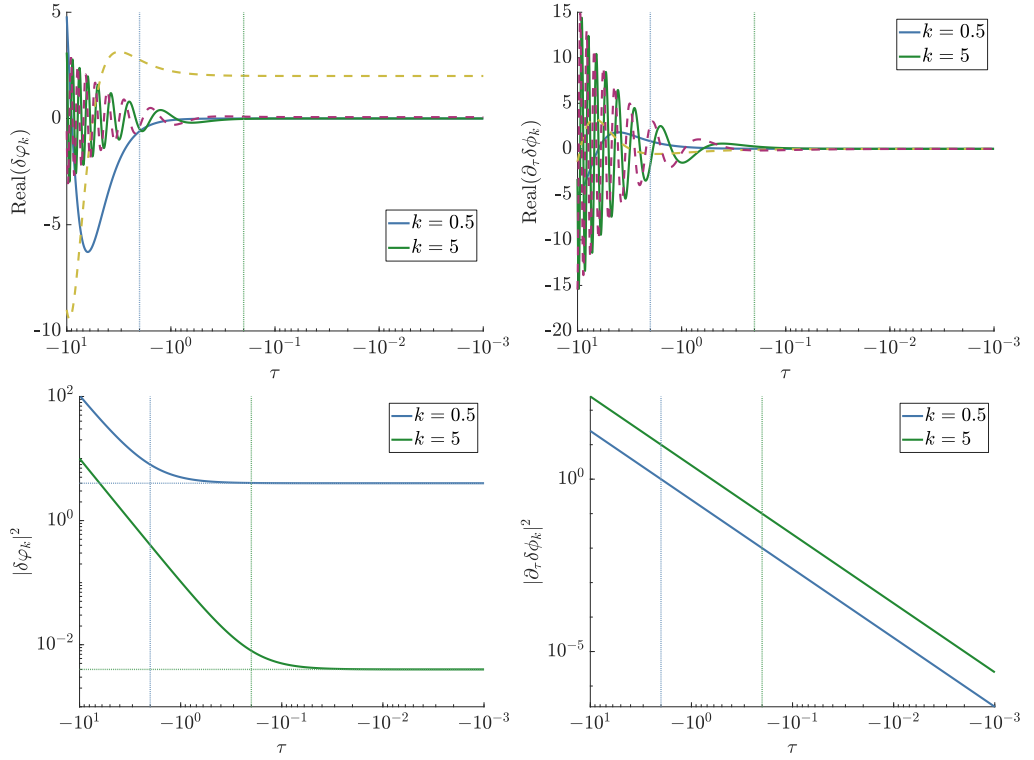 5
0
-5
-10
Real(δφ_k)
k = 0.5
k = 5
−10^1 −10^0 −10^{-1} −10^{-2} −10^{-3}
τ
15
10
5
0
-5
-10
-15
-20
Real(∂_τ δϕ_k)
k = 0.5
k = 5
−10^1 −10^0 −10^{-1} −10^{-2} −10^{-3}
τ
10^2
10^0
10^{-2}
|δφ_k|^2
k = 0.5
k = 5
−10^1 −10^0 −10^{-1} −10^{-2} −10^{-3}
τ
10^0
10^{-5}
|∂_τ δϕ_k|^2
k = 0.5
k = 5
−10^1 −10^0 −10^{-1} −10^{-2} −10^{-3}
τ